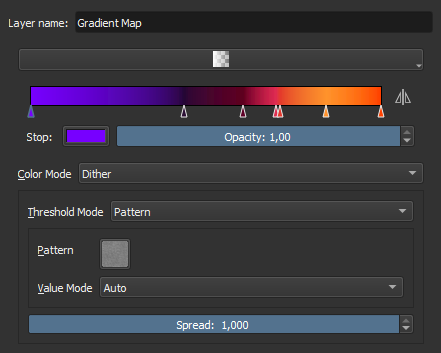 Layer name: Gradient Map
Stop: Opacity: 1,00
Color Mode Dither
Threshold Mode Pattern
Pattern
Value Mode Auto
Spread: 1,000